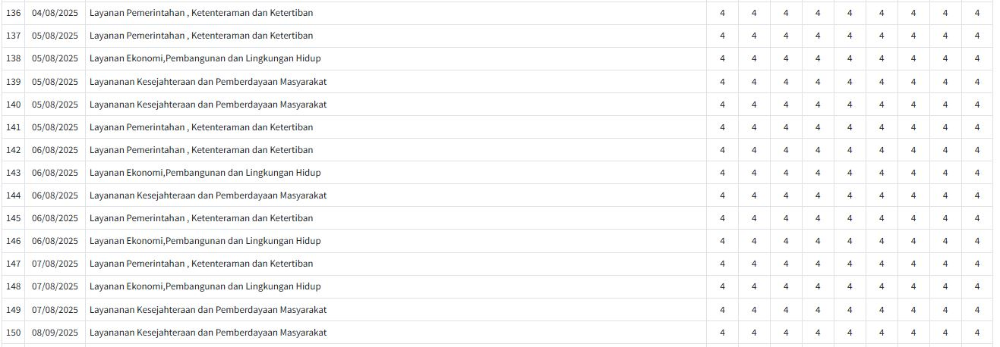 136 04/08/2025 Layanan Pemerintahan , Ketenteraman dan Ketertiban 4 4 4 4 4 4 4 4 4
137 05/08/2025 Layanan Pemerintahan , Ketenteraman dan Ketertiban 4 4 4 4 4 4 4 4 4
138 05/08/2025 Layanan Ekonomi,Pembangunan dan Lingkungan Hidup 4 4 4 4 4 4 4 4 4
139 05/08/2025 Layananan Kesejahteraan dan Pemberdayaan Masyarakat 4 4 4 4 4 4 4 4 4
140 05/08/2025 Layananan Kesejahteraan dan Pemberdayaan Masyarakat 4 4 4 4 4 4 4 4 4
141 05/08/2025 Layanan Pemerintahan , Ketenteraman dan Ketertiban 4 4 4 4 4 4 4 4 4
142 06/08/2025 Layanan Pemerintahan , Ketenteraman dan Ketertiban 4 4 4 4 4 4 4 4 4
143 06/08/2025 Layanan Ekonomi,Pembangunan dan Lingkungan Hidup 4 4 4 4 4 4 4 4 4
144 06/08/2025 Layananan Kesejahteraan dan Pemberdayaan Masyarakat 4 4 4 4 4 4 4 4 4
145 06/08/2025 Layanan Pemerintahan , Ketenteraman dan Ketertiban 4 4 4 4 4 4 4 4 4
146 06/08/2025 Layanan Ekonomi,Pembangunan dan Lingkungan Hidup 4 4 4 4 4 4 4 4 4
147 07/08/2025 Layanan Pemerintahan , Ketenteraman dan Ketertiban 4 4 4 4 4 4 4 4 4
148 07/08/2025 Layanan Ekonomi,Pembangunan dan Lingkungan Hidup 4 4 4 4 4 4 4 4 4
149 07/08/2025 Layananan Kesejahteraan dan Pemberdayaan Masyarakat 4 4 4 4 4 4 4 4 4
150 08/09/2025 Layananan Kesejahteraan dan Pemberdayaan Masyarakat 4 4 4 4 4 4 4 4 4